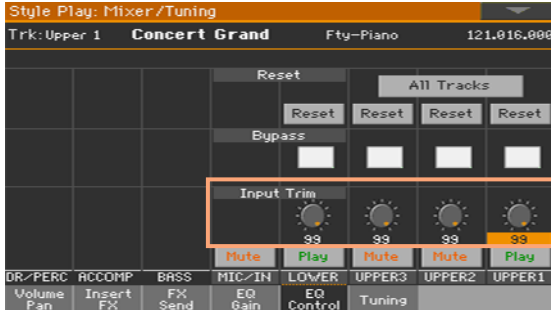 Style Play: Mixer/Tuning
Trk:Upper 1 Concert Grand Fty-Piano 121.016.000
Reset
All Tracks
Reset Reset Reset Reset
Bypass
Input Trim
99 99 99 99
Mute Play Mute Mute Play
DR/PERC ACCOMP BASS MIC/IN LOWER UPPER3 UPPER2 UPPER1
Volume Pan Insert FX FX Send EQ Gain EQ Control Tuning